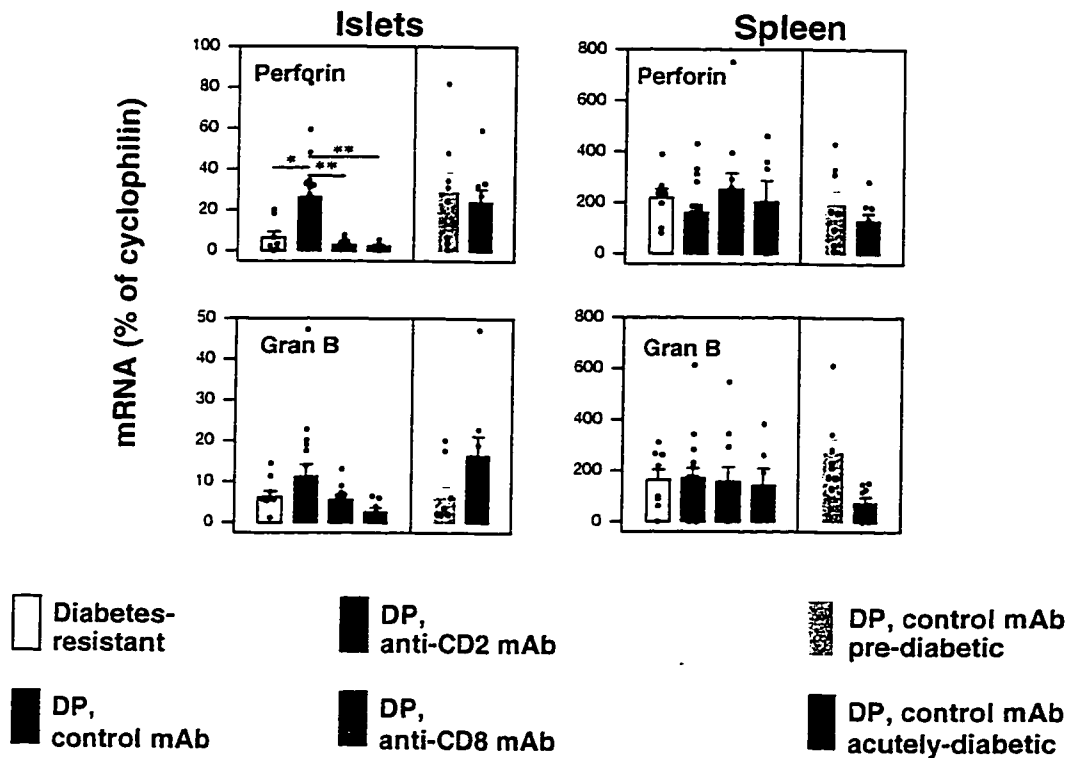 Islets
Spleen
mRNA (% of cyclophilin)
100
80
60
40
20
0
Perforin
*
**
**
800
600
400
200
0
Perforin
50
40
30
20
10
0
Gran B
800
600
400
200
0
Gran B
Diabetes-
resistant
DP,
control mAb
DP,
anti-CD2 mAb
DP,
anti-CD8 mAb
DP, control mAb
pre-diabetic
DP, control mAb
acutely-diabetic